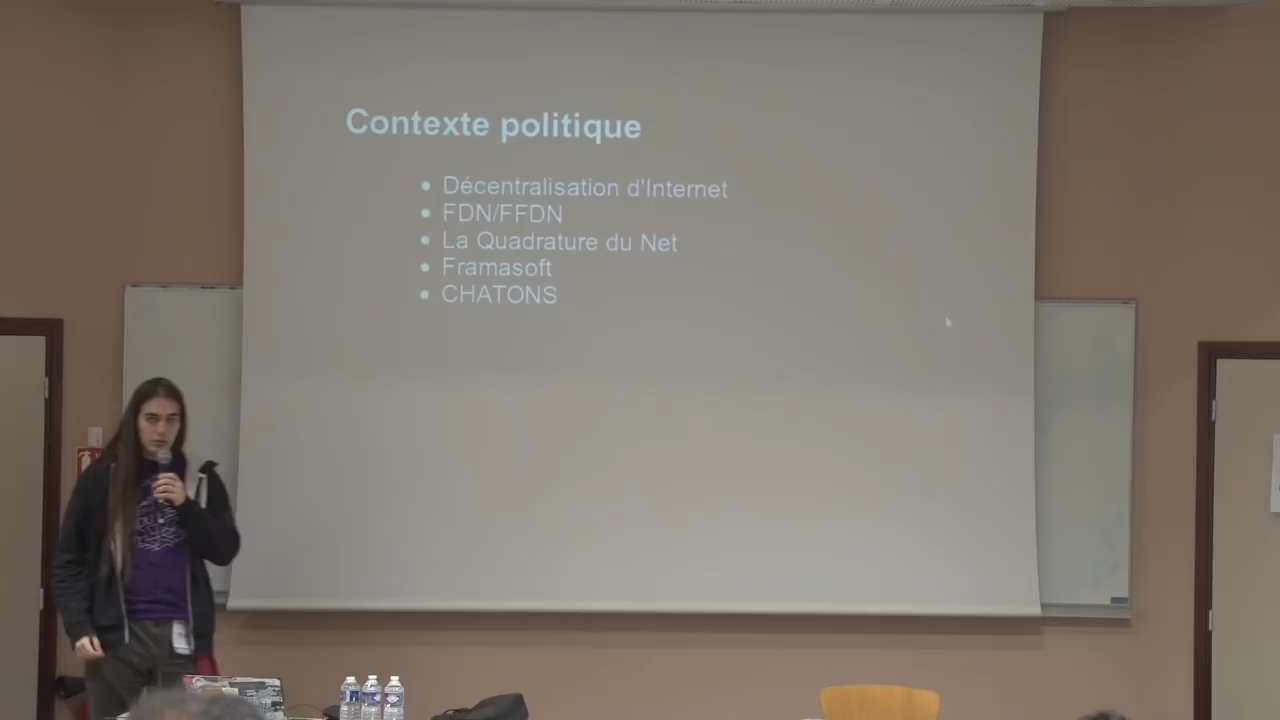 Contexte politique
Décentralisation d'Internet
FDN/FFDN
La Quadrature du Net
Framasoft
CHATONS